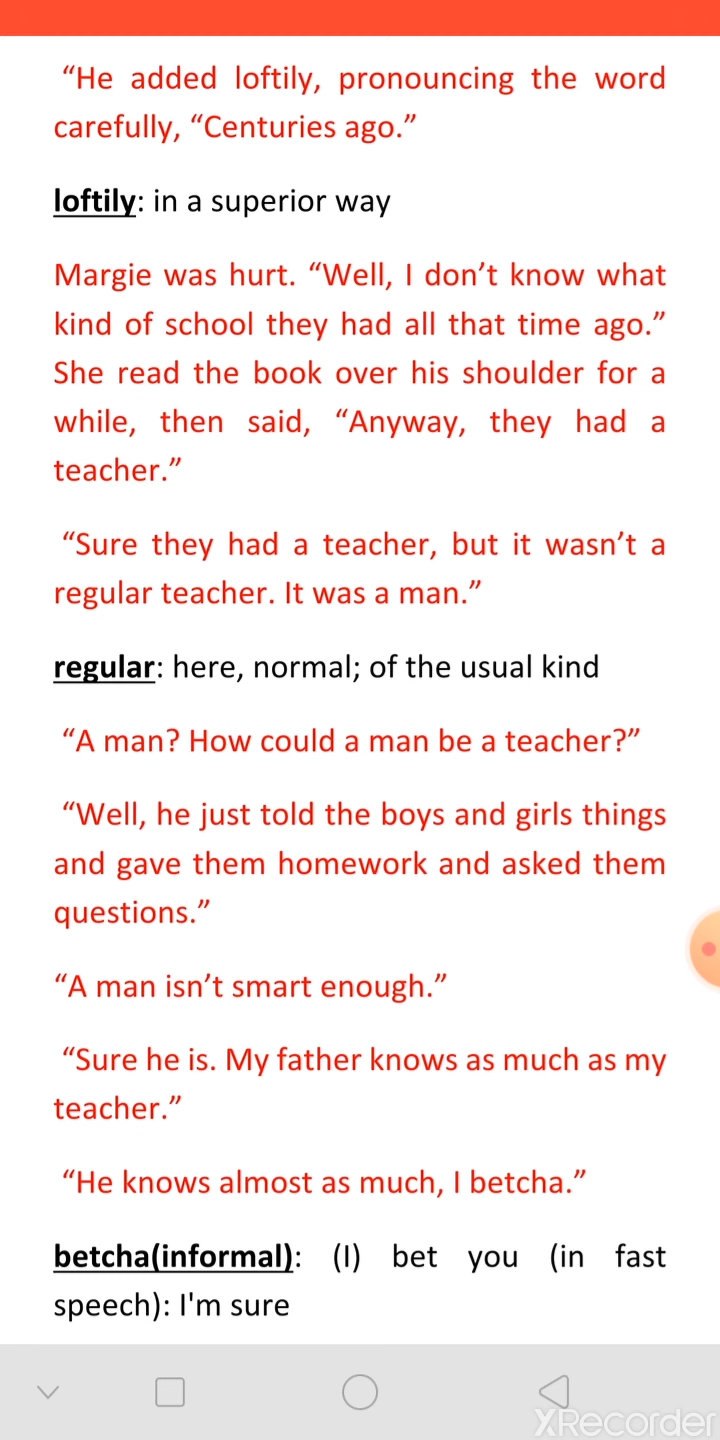 “He added loftily, pronouncing the word
carefully, “Centuries ago.”
loftily: in a superior way
Margie was hurt. “Well, I don’t know what
kind of school they had all that time ago.”
She read the book over his shoulder for a
while, then said, “Anyway, they had a
teacher.”
“Sure they had a teacher, but it wasn’t a
regular teacher. It was a man.”
regular: here, normal; of the usual kind
“A man? How could a man be a teacher?”
“Well, he just told the boys and girls things
and gave them homework and asked them
questions.”
“A man isn’t smart enough.”
“Sure he is. My father knows as much as my
teacher.”
“He knows almost as much, I betcha.”
betcha(informal): (I) bet you (in fast
speech): I'm sure
XRecorder